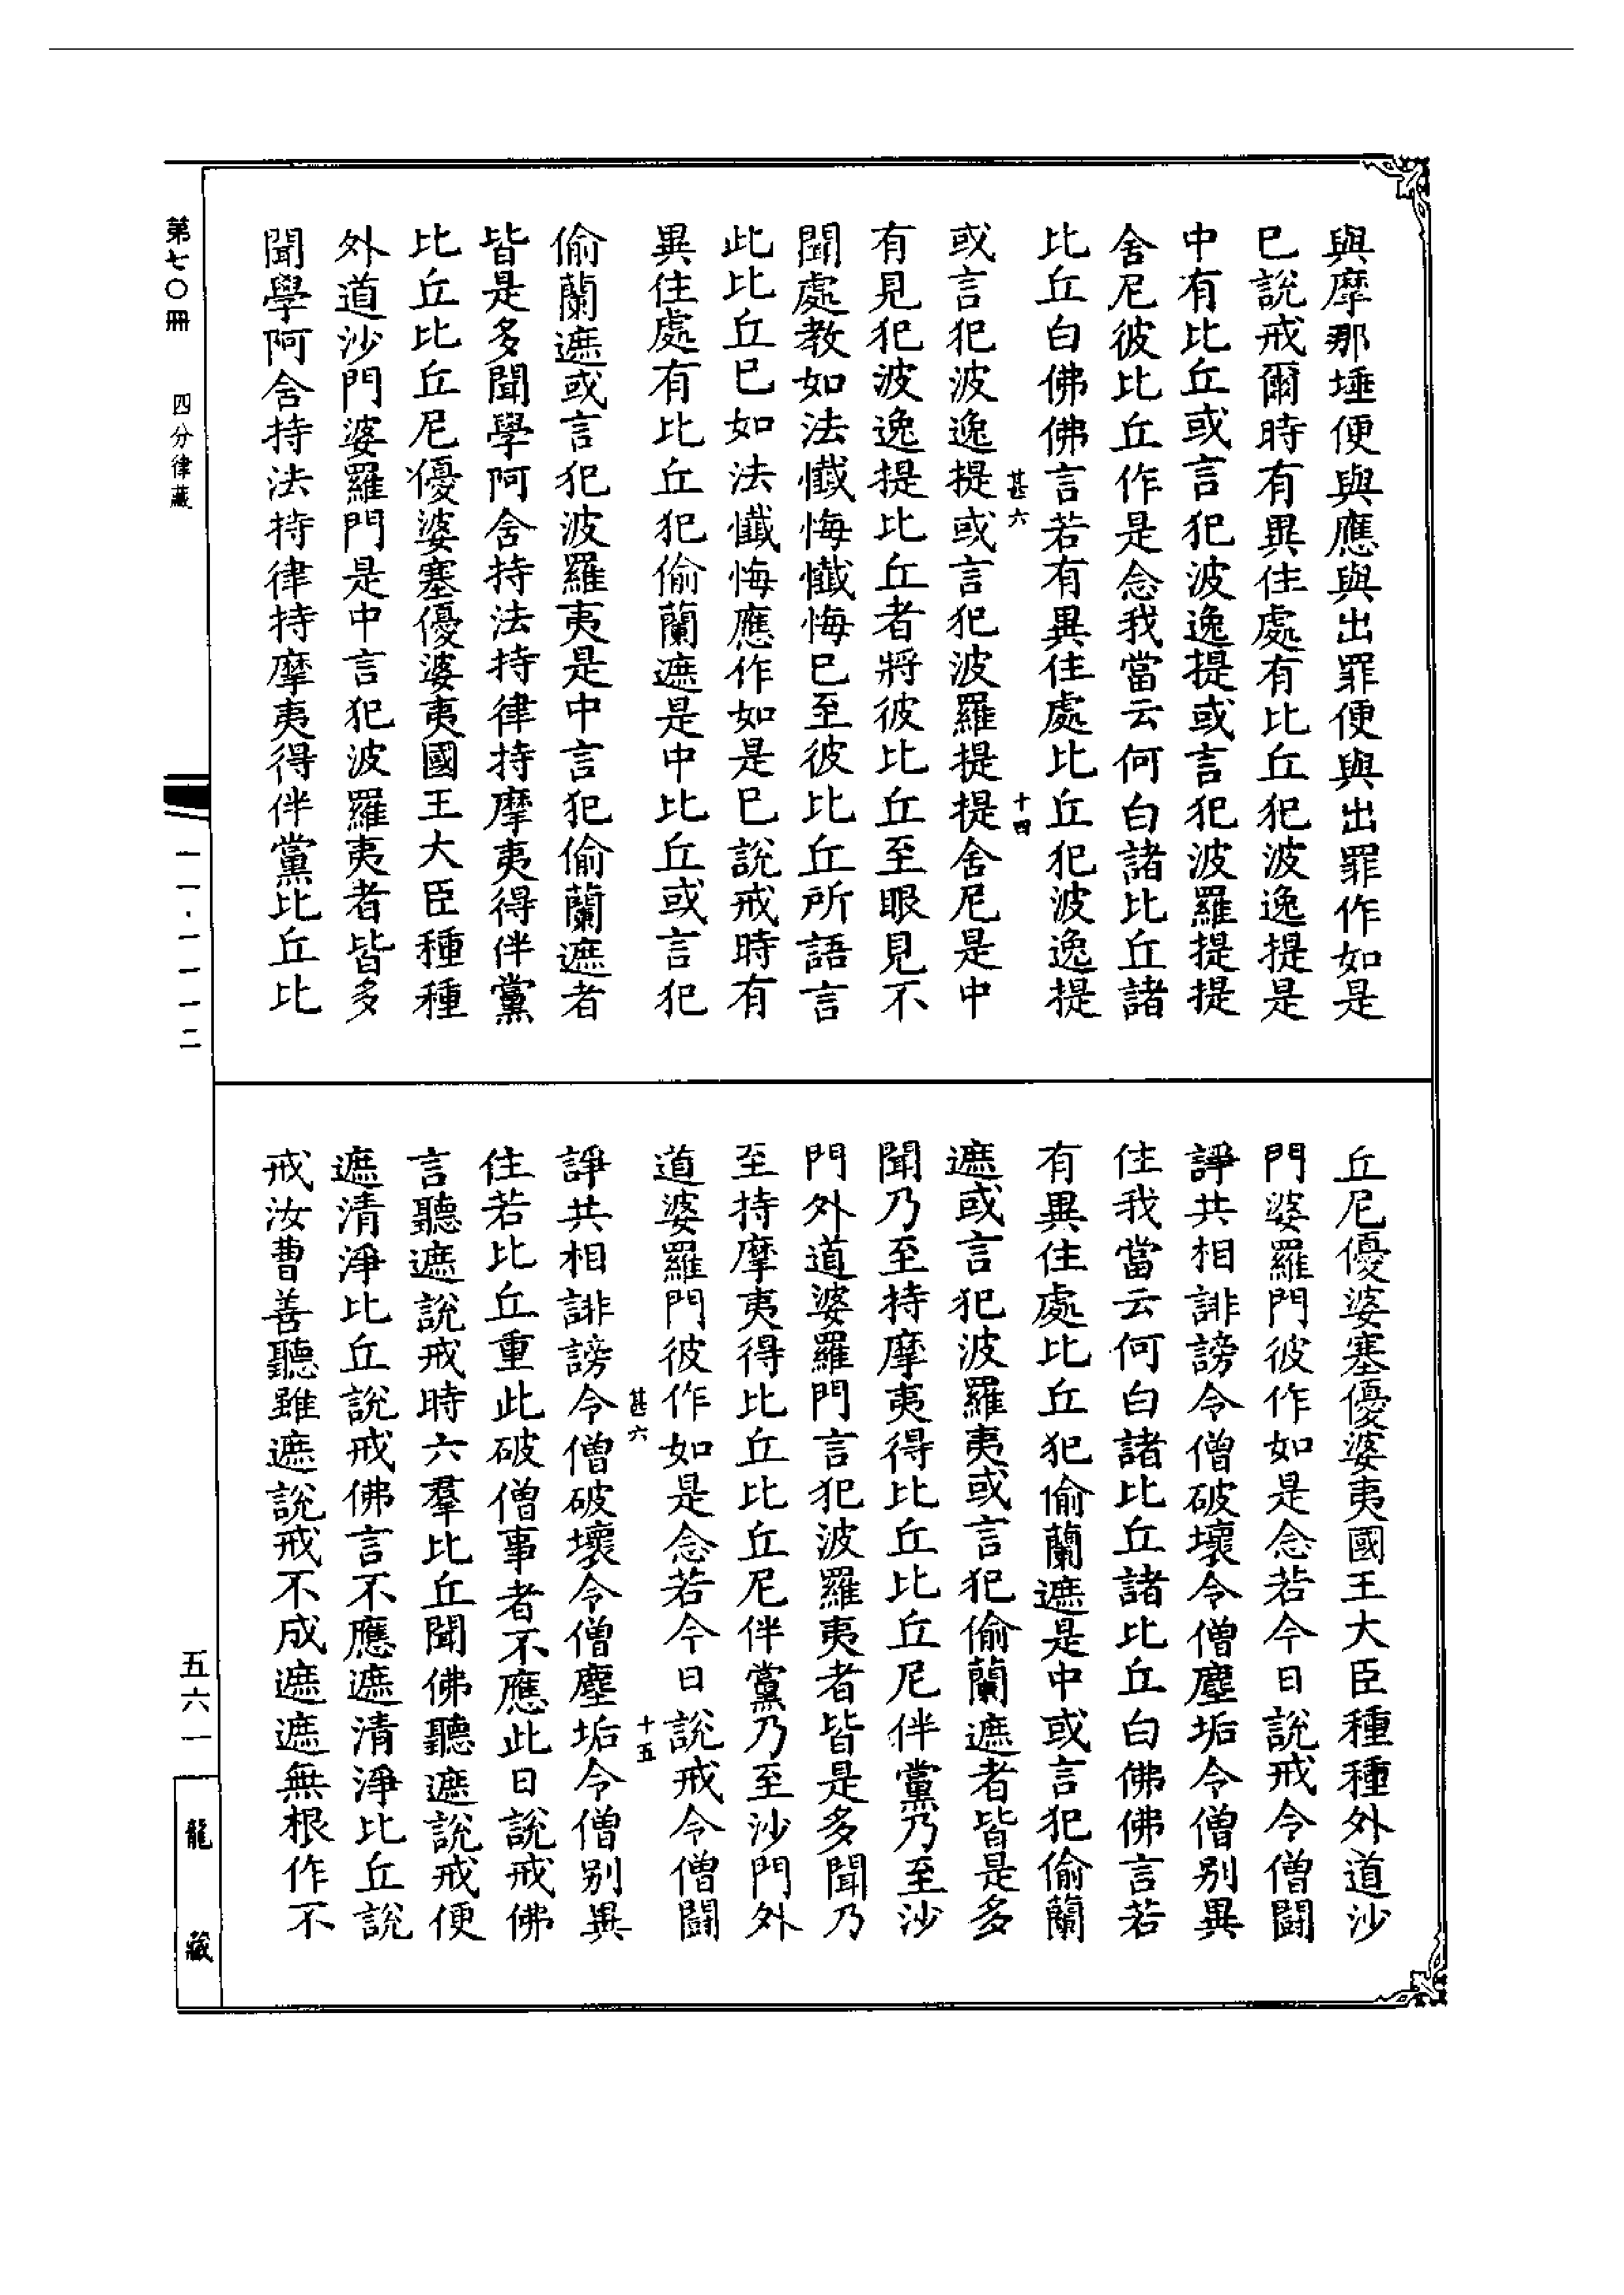 與摩那埵便與應與出罪便與出罪作如是
已說戒爾時有異住處有比丘犯波逸提是
中有比丘或言犯波逸提或言犯波羅提提
舍尼彼比丘作是念我當云何白諸比丘諸
比丘白佛佛言若有異住處比丘犯波逸提
甚六 十四
或言犯波逸提或言犯波羅提提舍尼是中
有見犯波逸提比丘者將彼比丘至眼見不
聞處教如法懺悔懺悔已至彼比丘所語言
此比丘已如法懺悔應作如是已說戒時有
異住處有比丘犯偷蘭遮是中比丘或言犯
偷蘭遮或言犯波羅夷是中言犯偷蘭遮者
皆是多聞學阿舍持法持律持摩夷得伴黨
比丘比丘尼優婆塞優婆夷國王大臣種種
外道沙門婆羅門是中言犯波羅夷者皆多
聞學阿舍持法持律持摩夷得伴黨比丘比
丘尼優婆塞優婆夷國王大臣種種外道沙
門婆羅門彼作如是念若今日說戒令僧鬪
諍共相誹謗令僧破壞令僧塵垢令僧別異
住我當云何白諸比丘諸比丘白佛佛言若
有異住處比丘犯偷蘭遮是中或言犯偷蘭
遮或言犯波羅夷或言犯偷蘭遮者皆是多
聞乃至持摩夷得比丘比丘尼伴黨乃至沙
門外道婆羅門言犯波羅夷者皆是多聞乃
至持摩夷得比丘比丘尼伴黨乃至沙門外
道婆羅門彼作如是念若今日說戒令僧鬪
甚六 十五
諍共相誹謗令僧破壞令僧塵垢令僧別異
住若比丘重此破僧事者不應此日說戒佛
言聽遮說戒時六羣比丘聞佛聽遮說戒便
遮清淨比丘說戒佛言不應遮清淨比丘說
戒汝曹善聽雖遮說戒不成遮遮無根作不
第七〇冊 四分律藏
一一·一一一二
五六一
龍藏